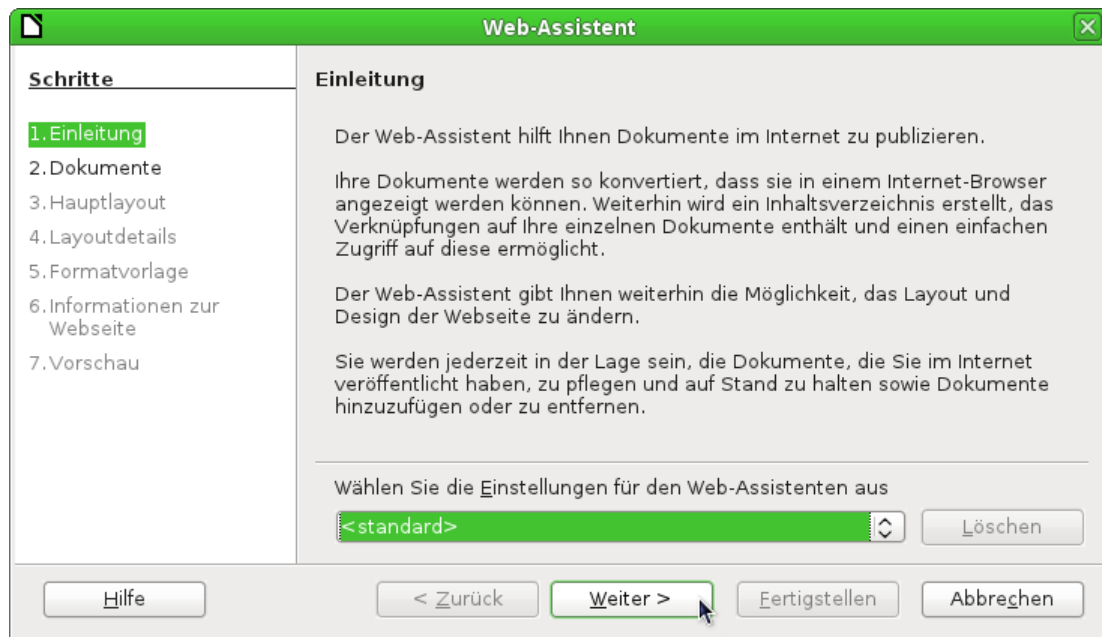 Web-Assistent
Schritte
1. Einleitung
2. Dokumente
3. Hauptlayout
4. Layoutdetails
5. Formatvorlage
6. Informationen zur
Webseite
7. Vorschau
Einleitung
Der Web-Assistent hilft Ihnen Dokumente im Internet zu publizieren.
Ihre Dokumente werden so konvertiert, dass sie in einem Internet-Browser
angezeigt werden können. Weiterhin wird ein Inhaltsverzeichnis erstellt, das
Verknüpfungen auf Ihre einzelnen Dokumente enthält und einen einfachen
Zugriff auf diese ermöglicht.
Der Web-Assistent gibt Ihnen weiterhin die Möglichkeit, das Layout und
Design der Webseite zu ändern.
Sie werden jederzeit in der Lage sein, die Dokumente, die Sie im Internet
veröffentlicht haben, zu pflegen und auf Stand zu halten sowie Dokumente
hinzuzufügen oder zu entfernen.
Wählen Sie die Einstellungen für den Web-Assistenten aus
<standard>
Löschen
Hilfe
< Zurück
Weiter >
Fertigstellen
Abbrechen